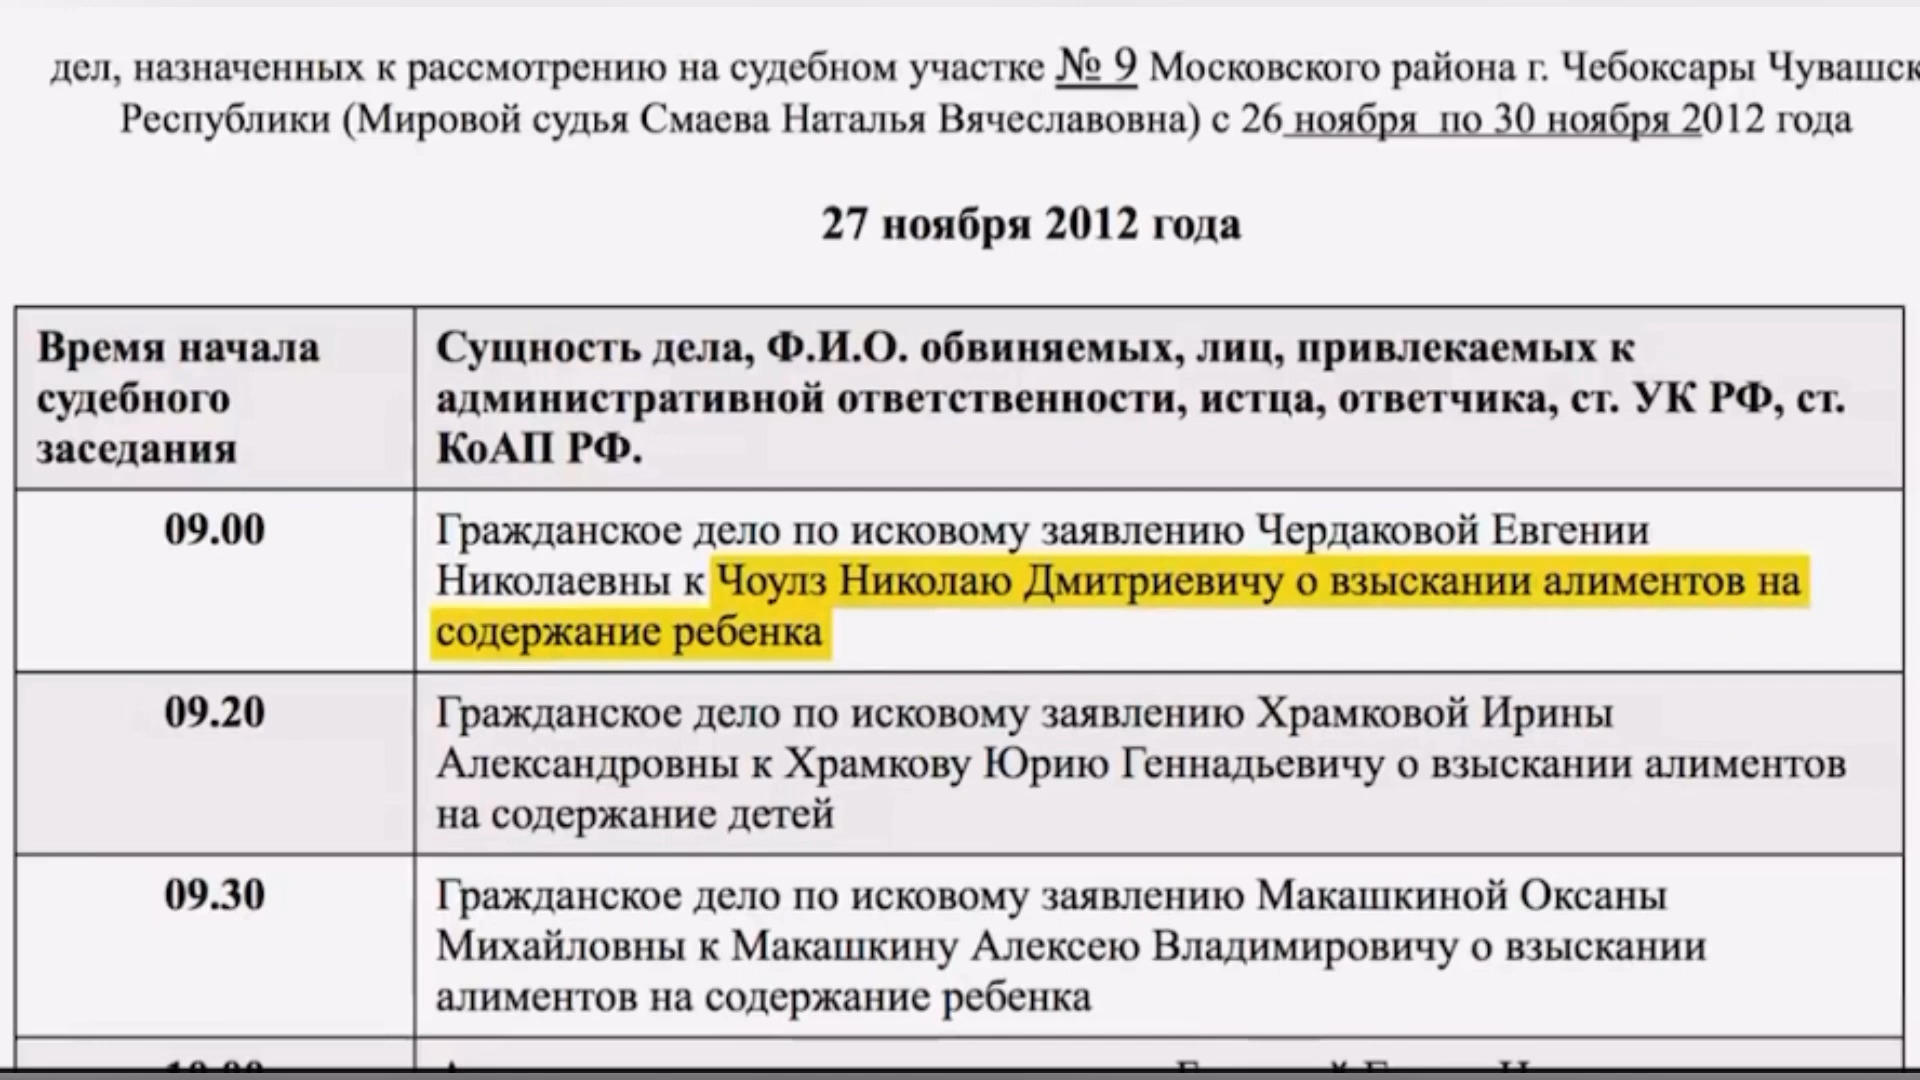 дел, назначенных к рассмотрению на судебном участке № 9 Московского района г. Чебоксары Чувашск
Республики (Мировой судья Смаева Наталья Вячеславовна) с 26 ноября по 30 ноября 2012 года
27 ноября 2012 года
Время начала
судебного
заседания
Сущность дела, Ф.И.О. обвиняемых, лиц, привлекаемых к
административной ответственности, истца, ответчика, ст. УК РФ, ст.
КоАП РФ.
09.00
Гражданское дело по исковому заявлению Чердаковой Евгении
Николаевны к Чоулз Николаю Дмитриевичу о взыскании алиментов на
содержание ребенка
09.20
Гражданское дело по исковому заявлению Храмковой Ирины
Александровны к Храмкову Юрию Геннадьевичу о взыскании алиментов
на содержание детей
09.30
Гражданское дело по исковому заявлению Макашкиной Оксаны
Михайловны к Макашкину Алексею Владимировичу о взыскании
алиментов на содержание ребенка